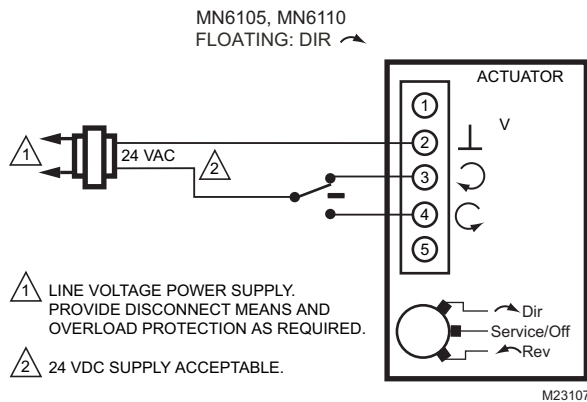 MN6105, MN6110
FLOATING: DIR
ACTUATOR
1
2
V
24 VAC
1
2
3
4
5
1 LINE VOLTAGE POWER SUPPLY.
PROVIDE DISCONNECT MEANS AND
OVERLOAD PROTECTION AS REQUIRED.
2 24 VDC SUPPLY ACCEPTABLE.
Dir
Service/Off
Rev
M23107